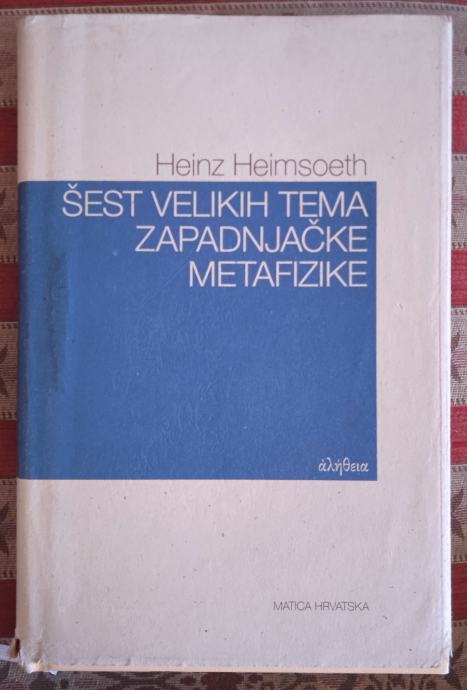 Heinz Heimsoeth
ŠEST VELIKIH TEMA
ZAPADNJAČKE
METAFIZIKE
ἀλήθεια
MATICA HRVATSKA